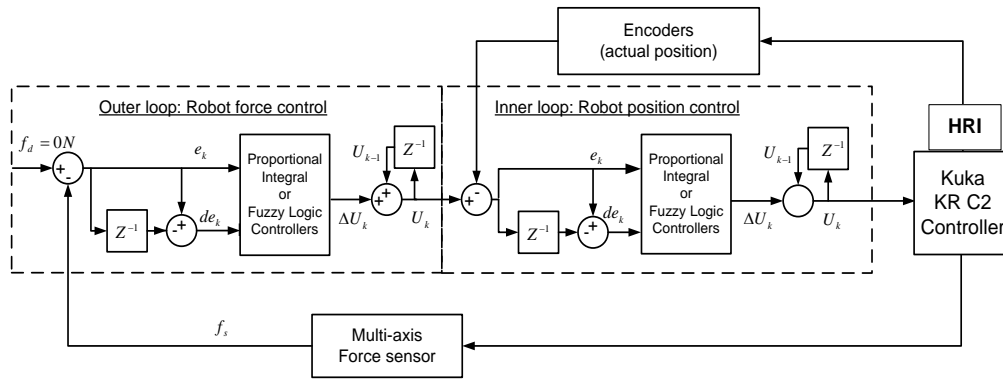 Encoders
(actual position)
Outer loop: Robot force control
Inner loop: Robot position control
HRI
Kuka
KR C2
Controller
f_d = 0N
+
-
e_k
Z^{-1}
-
+
de_k
Proportional
Integral
or
Fuzzy Logic
Controllers
ΔU_k
U_{k-1}
Z^{-1}
+
+
U_k
+
-
e_k
Z^{-1}
-
+
de_k
Proportional
Integral
or
Fuzzy Logic
Controllers
ΔU_k
U_{k-1}
Z^{-1}
U_k
f_s
Multi-axis
Force sensor